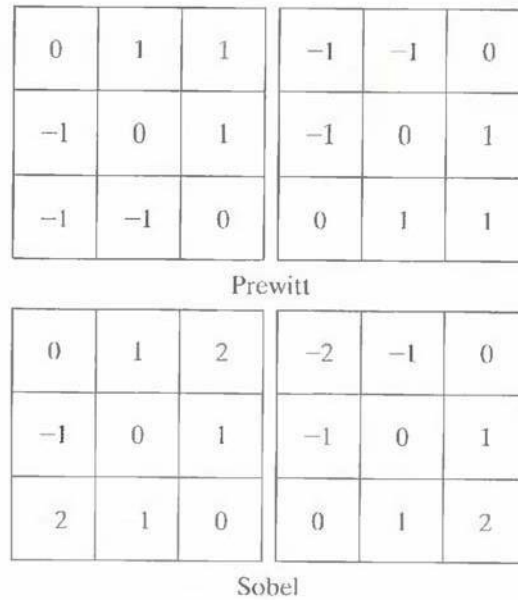 0 1 1 -1 -1 0
-1 0 1 -1 0 1
-1 -1 0 0 1 1
Prewitt
0 1 2 -2 -1 0
-1 0 1 -1 0 1
2 1 0 0 1 2
Sobel